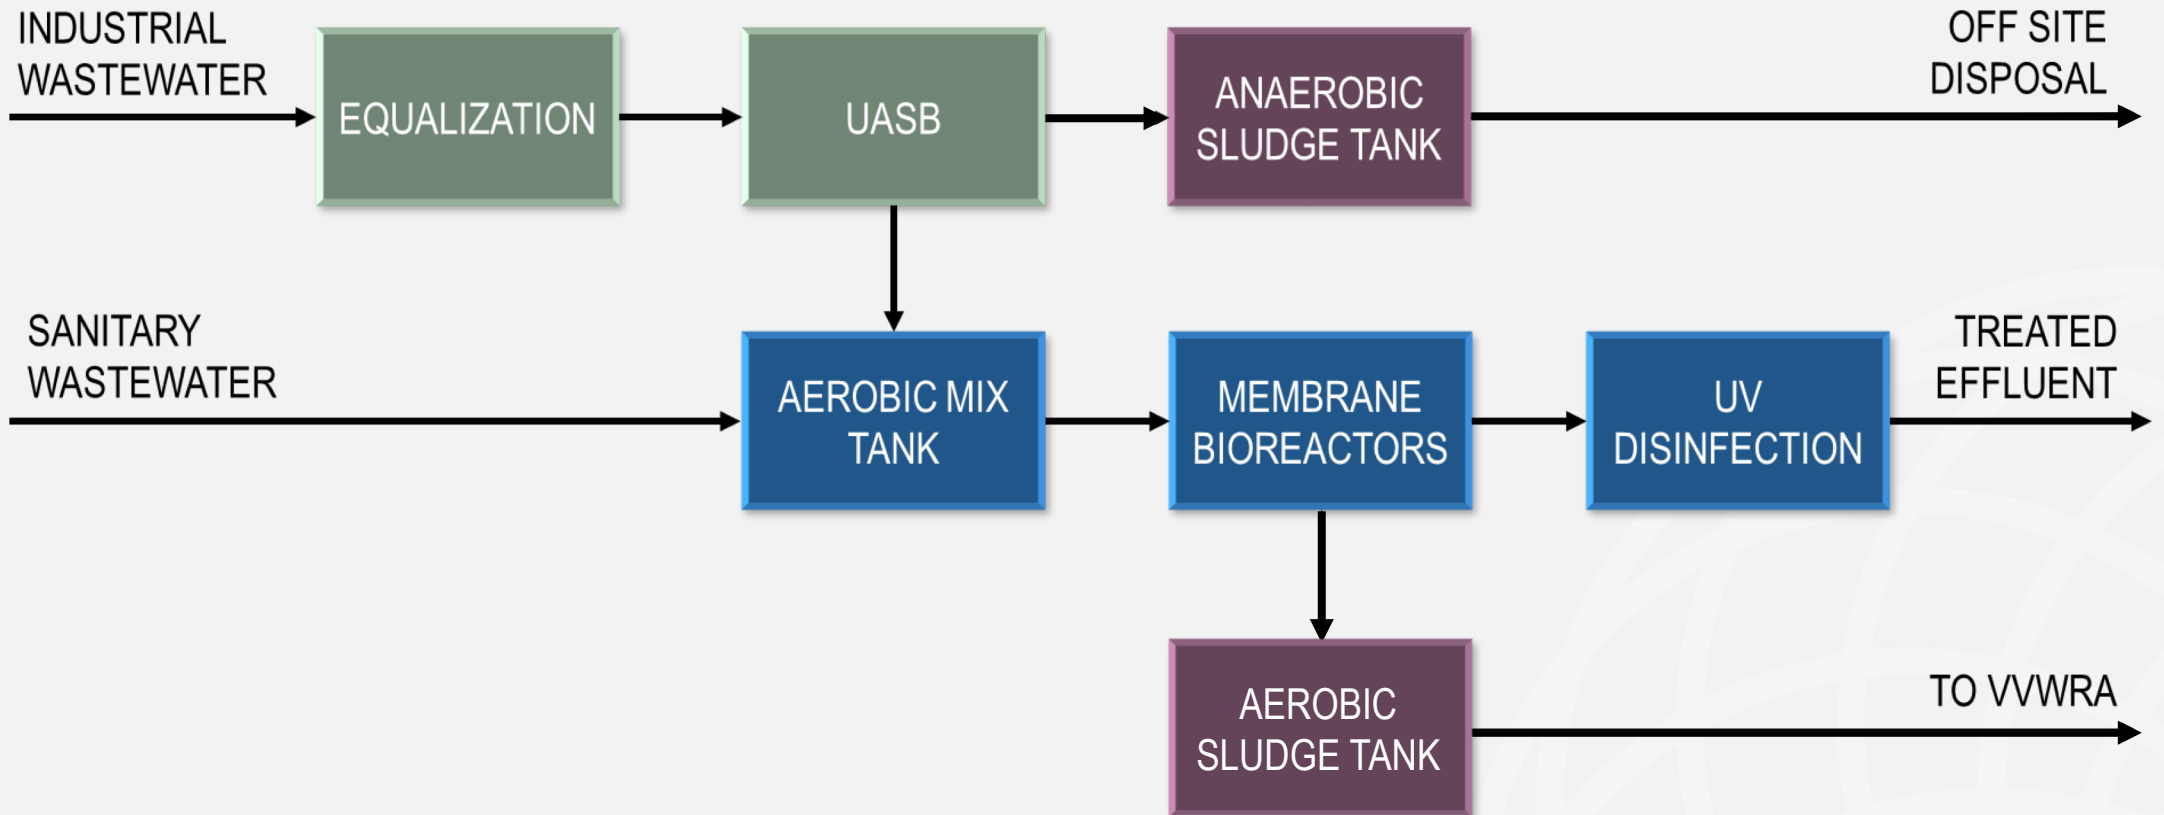 INDUSTRIAL
WASTEWATER
EQUALIZATION
UASB
ANAEROBIC
SLUDGE TANK
OFF SITE
DISPOSAL
SANITARY
WASTEWATER
AEROBIC MIX
TANK
MEMBRANE
BIOREACTORS
UV
DISINFECTION
TREATED
EFFLUENT
AEROBIC
SLUDGE TANK
TO VVWRA